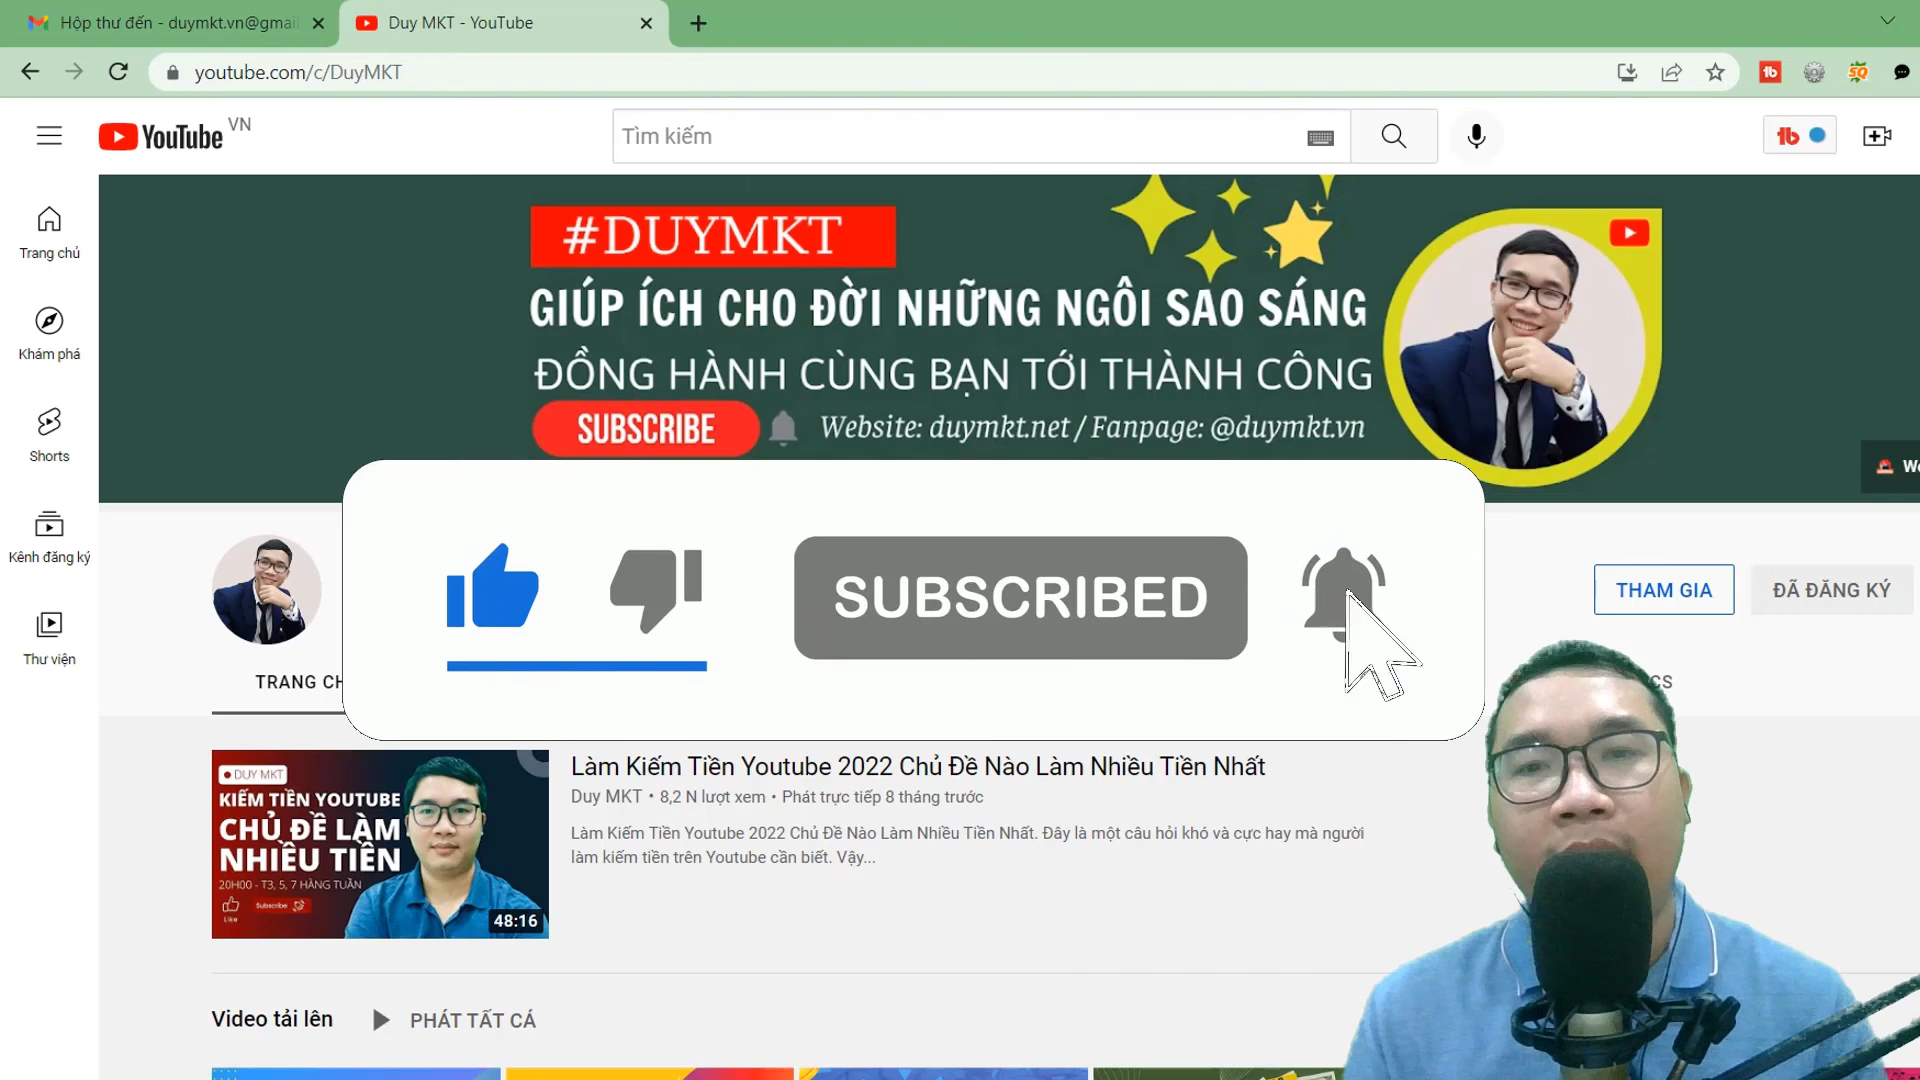 Hộp thư đến - duymkt.vn@gmai
Duy MKT - YouTube
youtube.com/c/DuyMKT
YouTube VN
Tìm kiếm
Trang chủ
Khám phá
Shorts
Kênh đăng ký
Thư viện
#DUYMKT
GIÚP ÍCH CHO ĐỜI NHỮNG NGÔI SAO SÁNG
ĐỒNG HÀNH CÙNG BẠN TỚI THÀNH CÔNG
SUBSCRIBE
Website: duymkt.net / Fanpage: @duymkt.vn
SUBSCRIBED
THAM GIA
ĐÃ ĐĂNG KÝ
TRANG CH
DUY MKT
KIẾM TIỀN YOUTUBE
CHỦ ĐỀ LÀM
NHIỀU TIỀN
20H00 - T3, 5, 7 HÀNG TUẦN
Like
Subscribe
48:16
Làm Kiếm Tiền Youtube 2022 Chủ Đề Nào Làm Nhiều Tiền Nhất
Duy MKT • 8,2 N lượt xem • Phát trực tiếp 8 tháng trước
Làm Kiếm Tiền Youtube 2022 Chủ Đề Nào Làm Nhiều Tiền Nhất. Đây là một câu hỏi khó và cực hay mà người
làm kiếm tiền trên Youtube cần biết. Vậy...
Video tải lên
PHÁT TẤT CẢ